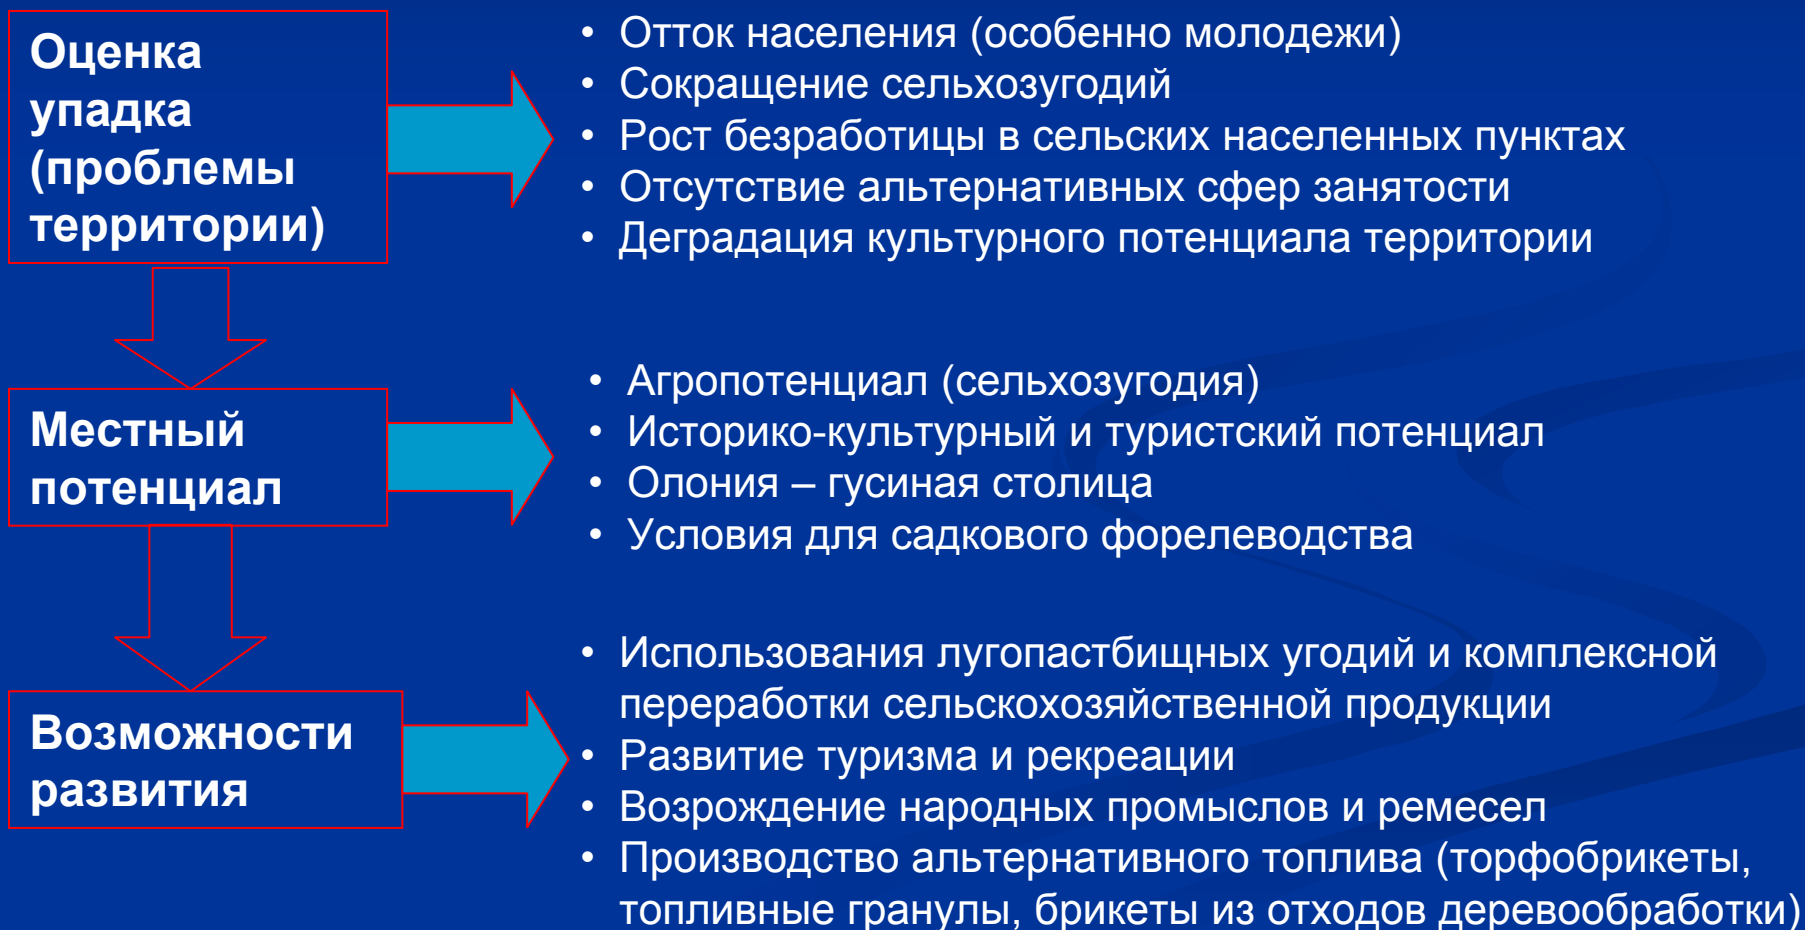 Оценка
упадка
(проблемы
территории)
• Отток населения (особенно молодежи)
• Сокращение сельхозугодий
• Рост безработицы в сельских населенных пунктах
• Отсутствие альтернативных сфер занятости
• Деградация культурного потенциала территории
Местный
потенциал
• Агропотенциал (сельхозугодия)
• Историко-культурный и туристский потенциал
• Олония – гусиная столица
• Условия для садкового форелеводства
Возможности
развития
• Использования лугопастбищных угодий и комплексной
переработки сельскохозяйственной продукции
• Развитие туризма и рекреации
• Возрождение народных промыслов и ремесел
• Производство альтернативного топлива (торфобрикеты,
топливные гранулы, брикеты из отходов деревообработки)